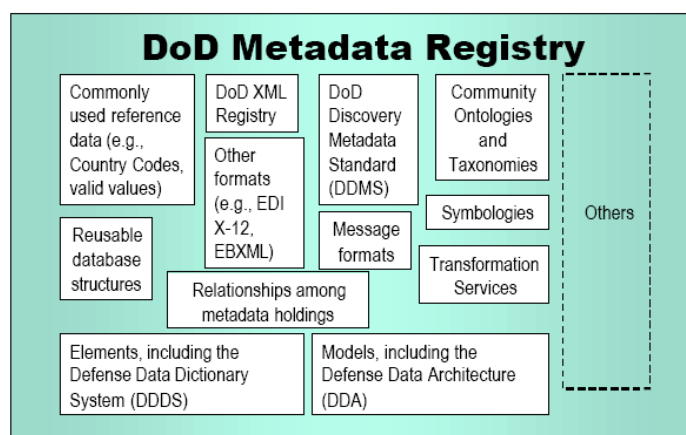 DoD Metadata Registry
Commonly
used reference
data (e.g.,
Country Codes,
valid values)
DoD XML
Registry
DoD
Discovery
Metadata
Standard
(DDMS)
Community
Ontologies
and
Taxonomies
Other
formats
(e.g., EDI
X-12,
EBXML)
Symbologies
Others
Reusable
database
structures
Message
formats
Transformation
Services
Relationships among
metadata holdings
Elements, including the
Defense Data Dictionary
System (DDDS)
Models, including the
Defense Data Architecture
(DDA)